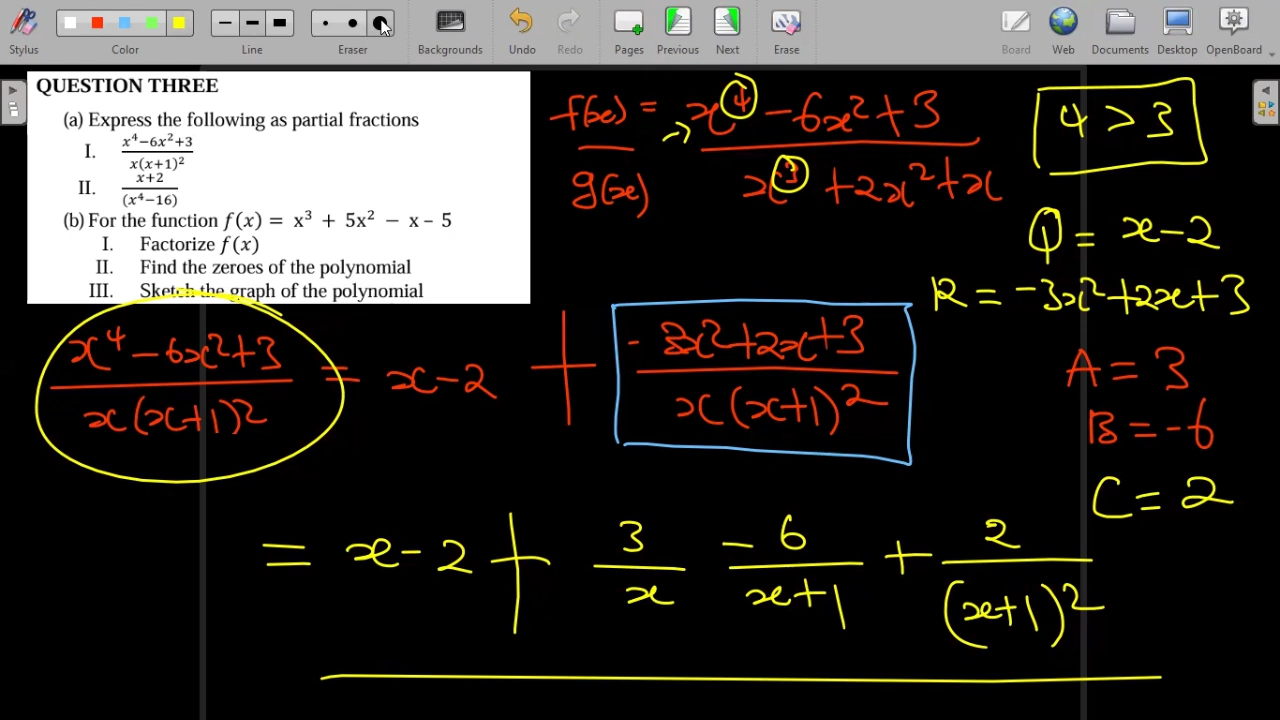 Stylus Color Line Eraser Backgrounds Undo Redo Pages Previous Next Erase Board Web Documents Desktop OpenBoard
QUESTION THREE
(a) Express the following as partial fractions
I. x⁴−6x²+3 / x(x+1)²
II. x+2 / (x⁴−16)
(b) For the function f(x) = x³ + 5x² − x – 5
I. Factorize f(x)
II. Find the zeroes of the polynomial
III. Sketch the graph of the polynomial
f(x) / g(x) = x⁴ − 6x² + 3 / x³ + 2x² + x
4 > 3
Q = x − 2
R = −3x² + 2x + 3
x⁴ − 6x² + 3 / x(x+1)² = x − 2 + −3x² + 2x + 3 / x(x+1)²
A = 3
B = −6
C = 2
= x − 2 + 3 / x − 6 / x+1 + 2 / (x+1)²